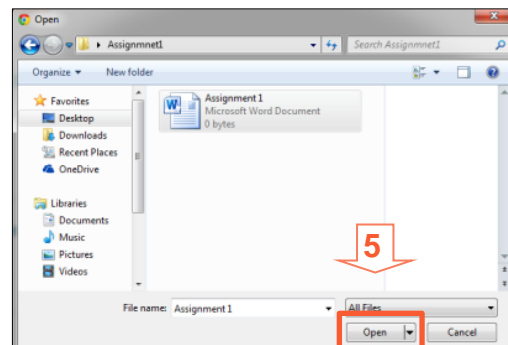 Open
Assignmnet1
Search Assignmnet1
Organize
New folder
Favorites
Desktop
Downloads
Recent Places
OneDrive
Libraries
Documents
Music
Pictures
Videos
Assignment 1
Microsoft Word Document
0 bytes
5
File name: Assignment 1
All Files
Open
Cancel